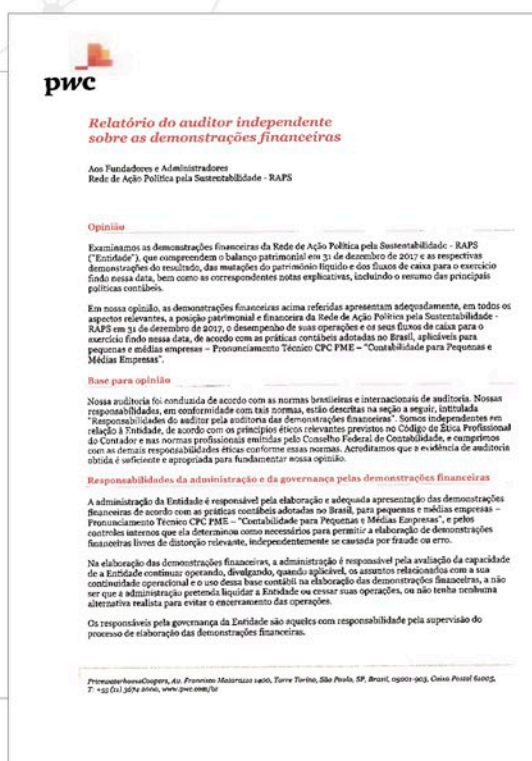 pwc
Relatório do auditor independente
sobre as demonstrações financeiras
Aos Fundadores e Administradores
Rede de Ação Política pela Sustentabilidade - RAPS
Opinião
Examinamos as demonstrações financeiras da Rede de Ação Política pela Sustentabilidade - RAPS
("Entidade"), que compreendem o balanço patrimonial em 31 de dezembro de 2017 e as respectivas
demonstrações do resultado, das mutações do patrimônio líquido e dos fluxos de caixa para o exercício
findo nessa data, bem como as correspondentes notas explicativas, incluindo o resumo das principais
políticas contábeis.
Em nossa opinião, as demonstrações financeiras acima referidas apresentam adequadamente, em todos os
aspectos relevantes, a posição patrimonial e financeira da Rede de Ação Política pela Sustentabilidade -
RAPS em 31 de dezembro de 2017, o desempenho de suas operações e os seus fluxos de caixa para o
exercício findo nessa data, de acordo com as práticas contábeis adotadas no Brasil, aplicáveis para
pequenas e médias empresas – Pronunciamento Técnico CPC PME – "Contabilidade para Pequenas e
Médias Empresas".
Base para opinião
Nossa auditoria foi conduzida de acordo com as normas brasileiras e internacionais de auditoria. Nossas
responsabilidades, em conformidade com tais normas, estão descritas na seção a seguir, intitulada
"Responsabilidades do auditor pela auditoria das demonstrações financeiras". Somos independentes em
relação à Entidade, de acordo com os princípios éticos relevantes previstos no Código de Ética Profissional
do Contador e nas normas profissionais emitidas pelo Conselho Federal de Contabilidade, e cumprimos
com as demais responsabilidades éticas conforme essas normas. Acreditamos que a evidência de auditoria
obtida é suficiente e apropriada para fundamentar nossa opinião.
Responsabilidades da administração e da governança pelas demonstrações financeiras
A administração da Entidade é responsável pela elaboração e adequada apresentação das demonstrações
financeiras de acordo com as práticas contábeis adotadas no Brasil, para pequenas e médias empresas –
Pronunciamento Técnico CPC PME – "Contabilidade para Pequenas e Médias Empresas", e pelos
controles internos que ela determinou como necessários para permitir a elaboração de demonstrações
financeiras livres de distorção relevante, independentemente se causada por fraude ou erro.
Na elaboração das demonstrações financeiras, a administração é responsável pela avaliação da capacidade
de a Entidade continuar operando, divulgando, quando aplicável, os assuntos relacionados com a sua
continuidade operacional e o uso dessa base contábil na elaboração das demonstrações financeiras, a não
ser que a administração pretenda liquidar a Entidade ou cessar suas operações, ou não tenha nenhuma
alternativa realista para evitar o encerramento das operações.
Os responsáveis pela governança da Entidade são aqueles com responsabilidade pela supervisão do
processo de elaboração das demonstrações financeiras.
PricewaterhouseCoopers, Av. Francisco Matarazzo 1400, Torre Torino, São Paulo, SP, Brasil, 05001-903, Caixa Postal 61005,
T: +55 (11) 3674 2000, www.pwc.com/br